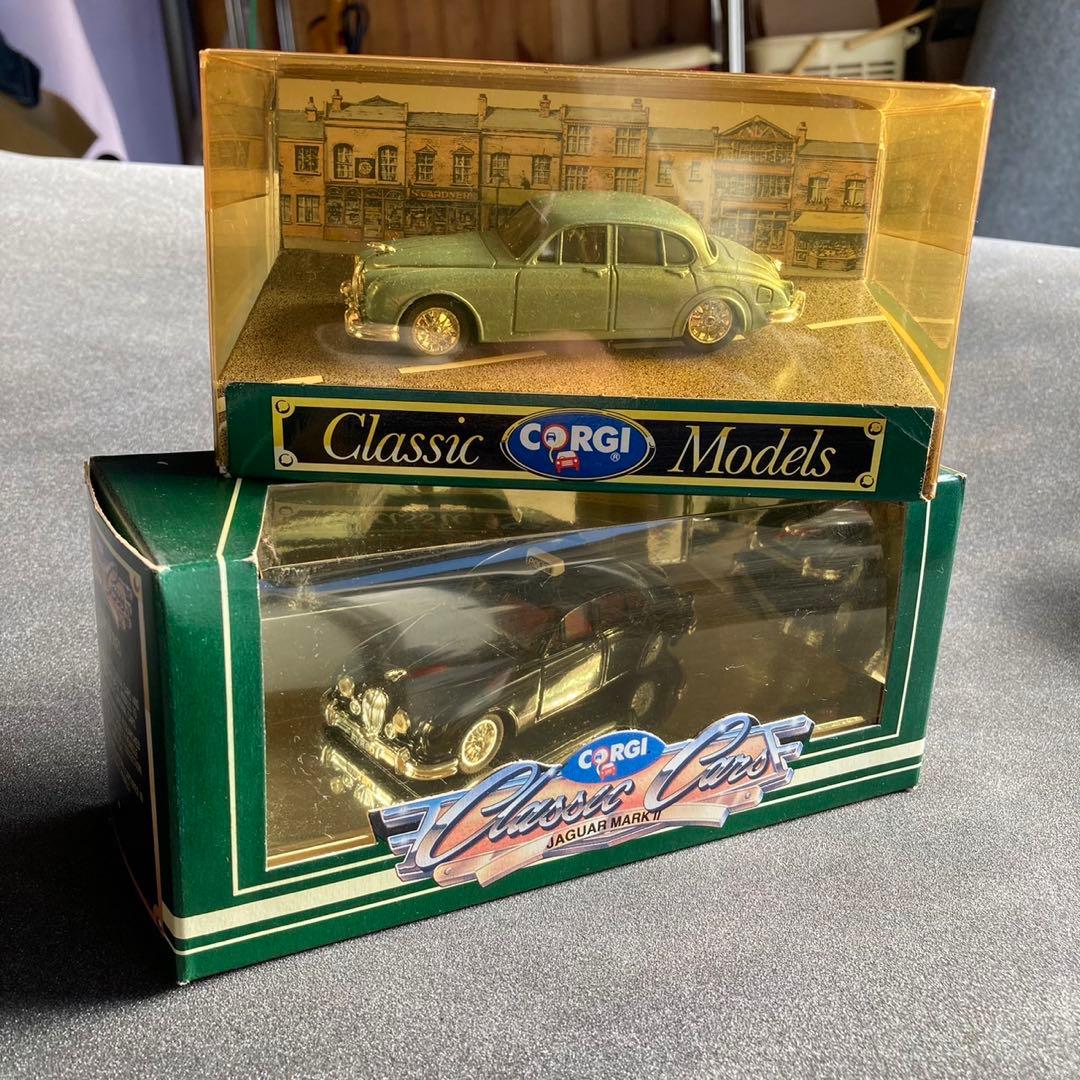 GARDNER
Classic CORGI® Models
CORGI
Classic Cars
JAGUAR MARK II